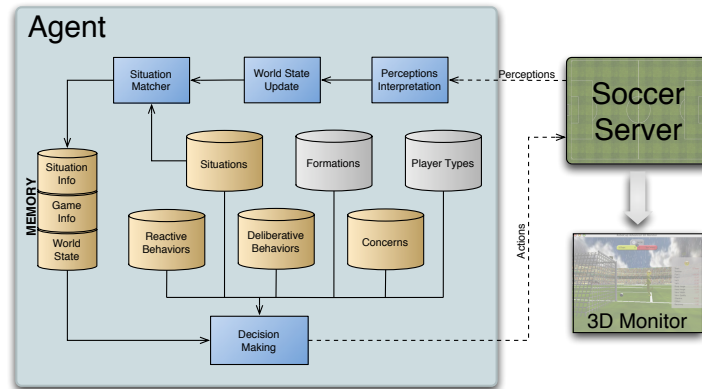 Agent
Situation
Matcher
World State
Update
Perceptions
Interpretation
Perceptions
Soccer
Server
Situations
Formations
Player Types
MEMORY
Situation
Info
Game
Info
World
State
Reactive
Behaviors
Deliberative
Behaviors
Concerns
Actions
Decision
Making
3D Monitor